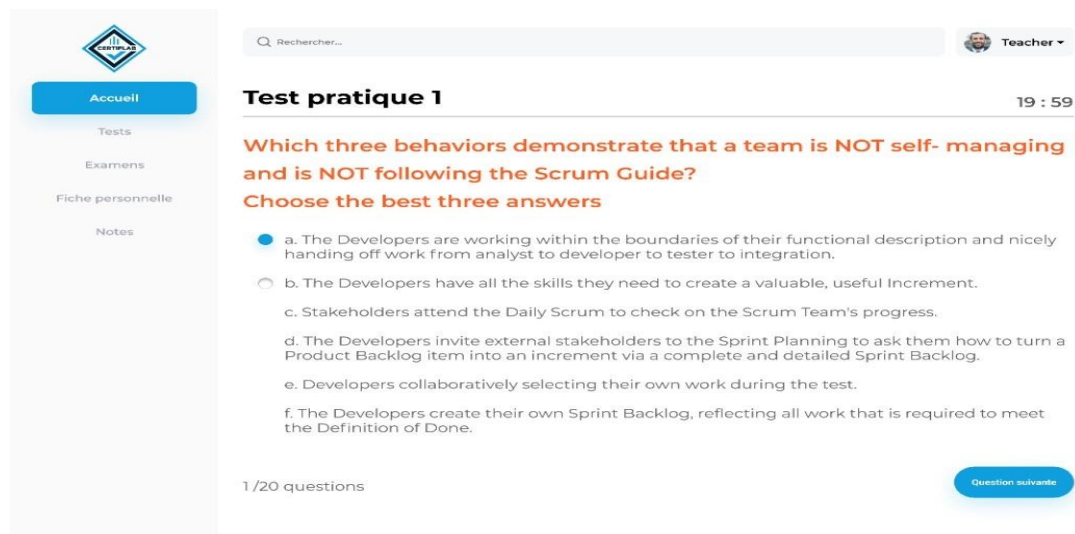 CERTIFLAB
Rechercher...
Teacher
Accueil
Tests
Examens
Fiche personnelle
Notes
Test pratique 1
19 : 59
Which three behaviors demonstrate that a team is NOT self- managing
and is NOT following the Scrum Guide?
Choose the best three answers
a. The Developers are working within the boundaries of their functional description and nicely
handing off work from analyst to developer to tester to integration.
b. The Developers have all the skills they need to create a valuable, useful Increment.
c. Stakeholders attend the Daily Scrum to check on the Scrum Team's progress.
d. The Developers invite external stakeholders to the Sprint Planning to ask them how to turn a
Product Backlog item into an increment via a complete and detailed Sprint Backlog.
e. Developers collaboratively selecting their own work during the test.
f. The Developers create their own Sprint Backlog, reflecting all work that is required to meet
the Definition of Done.
1 /20 questions
Question suivante